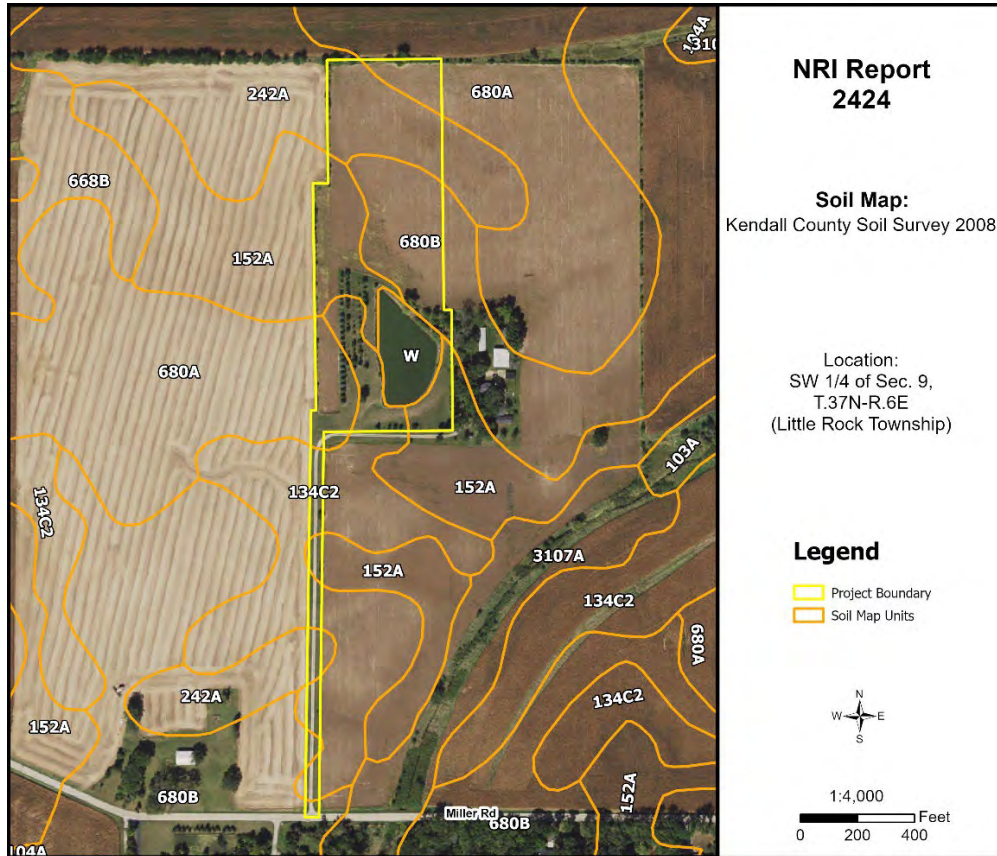 104A
310
242A
680A
668B
680B
152A
W
680A
103A
134C2
152A
134C2
3107A
152A
134C2
680A
242A
134C2
152A
152A
680B
Miller Rd
680B
104A
NRI Report
2424
Soil Map:
Kendall County Soil Survey 2008
Location:
SW 1/4 of Sec. 9,
T.37N-R.6E
(Little Rock Township)
Legend
Project Boundary
Soil Map Units
N
W E
S
1:4,000
Feet
0 200 400